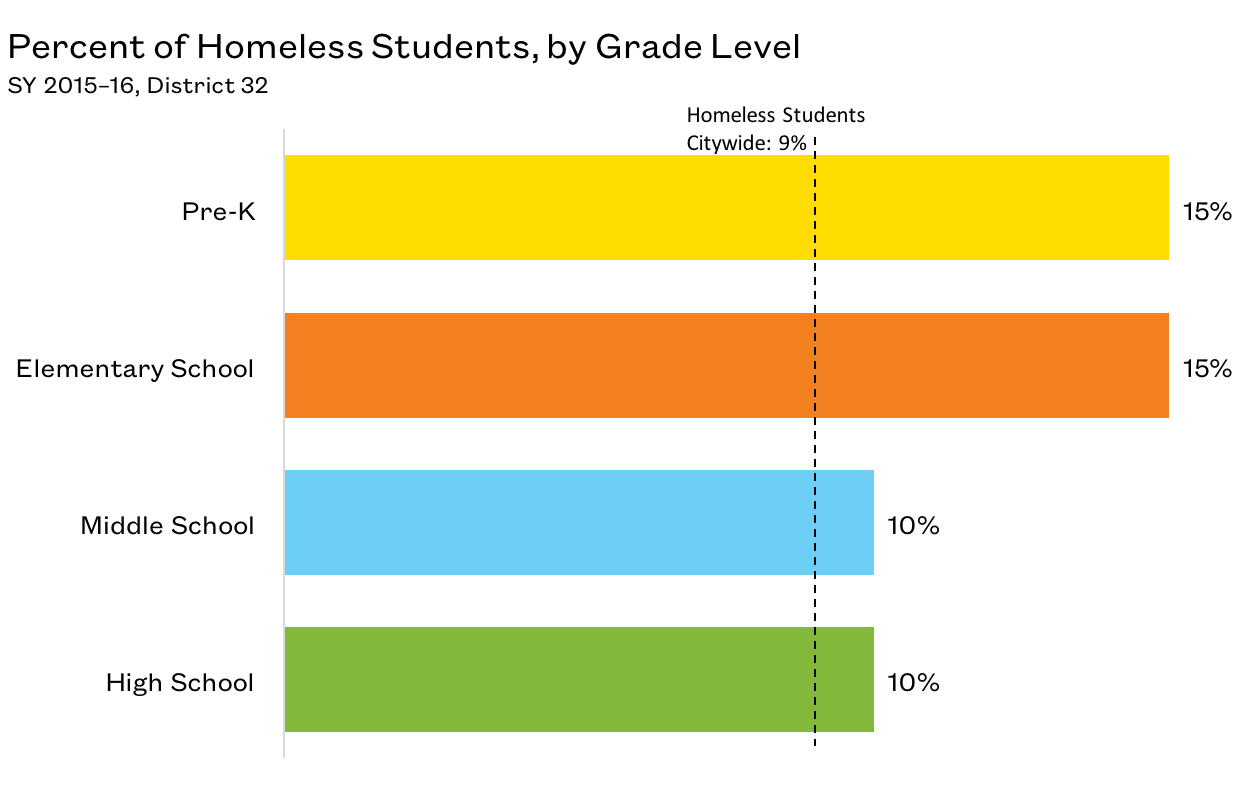 Percent of Homeless Students, by Grade Level
SY 2015–16, District 32
Homeless Students
Citywide: 9%
Pre-K
15%
Elementary School
15%
Middle School
10%
High School
10%